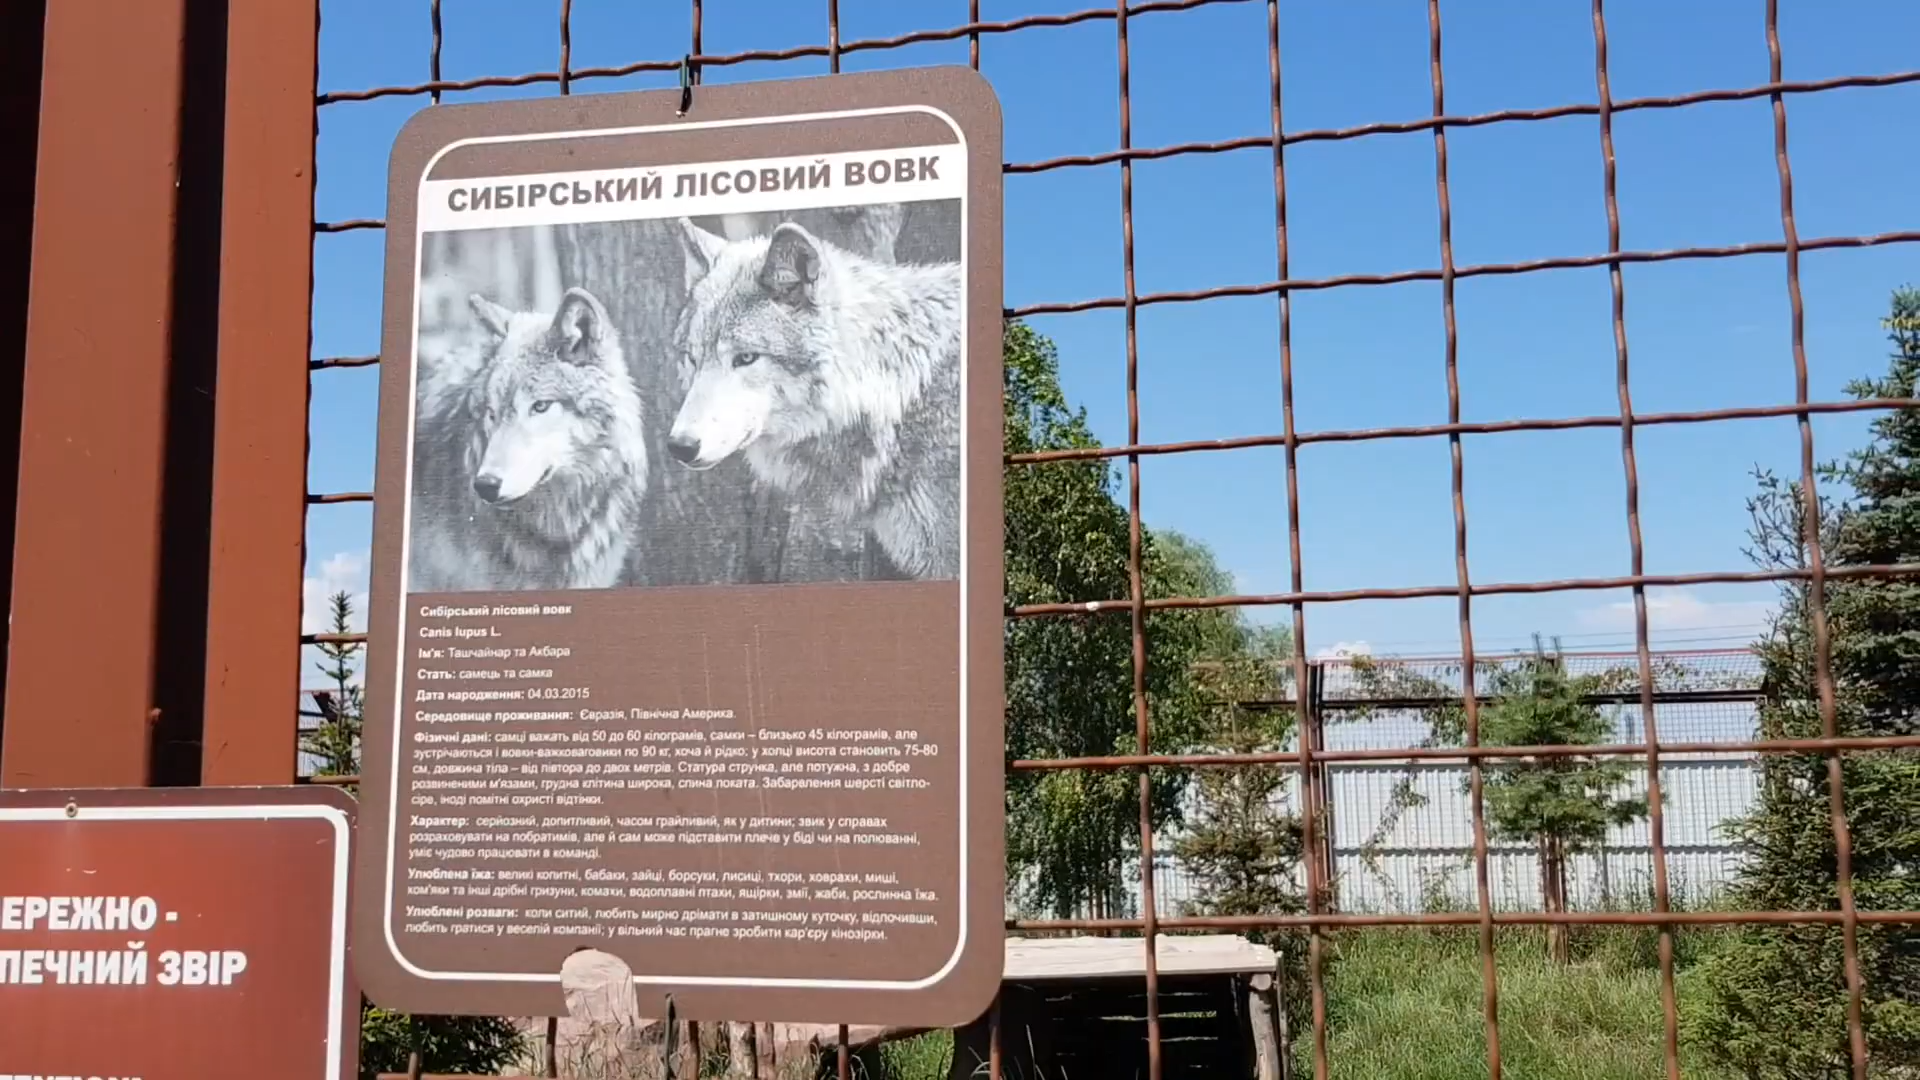 СИБІРСЬКИЙ ЛІСОВИЙ ВОВК
Сибірський лісовий вовк
Canis lupus L.
Ім'я: Ташчайнар та Акбара
Стать: самець та самка
Дата народження: 04.03.2015
Середовище проживання: Євразія, Північна Америка.
Фізичні дані: самці важать від 50 до 60 кілограмів, самки – близько 45 кілограмів, але
зустрічаються і вовки-важковаговики по 90 кг, хоча й рідко; у холці висота становить 75-80
см, довжина тіла – від півтора до двох метрів. Статура струнка, але потужна, з добре
розвиненими м'язами, грудна клітина широка, спина поката. Забарвлення шерсті світло-
сіре, іноді помітні охристі відтінки.
Характер: серйозний, допитливий, часом грайливий, як у дитини; звик у справах
розраховувати на побратимів, але й сам може підставити плече у біді чи на полюванні,
уміє чудово працювати в команді.
Улюблена їжа: великі копитні, бабаки, зайці, борсуки, лисиці, тхори, ховрахи, миші,
хом'яки та інші дрібні гризуни, комахи, водоплавні птахи, ящірки, змії, жаби, рослинна їжа.
Улюблені розваги: коли ситий, любить мирно дрімати в затишному куточку, відпочивши,
любить гратися у веселій компанії; у вільний час прагне зробити кар'єру кінозірки.
ЕРЕЖНО -
ПЕЧНИЙ ЗВІР